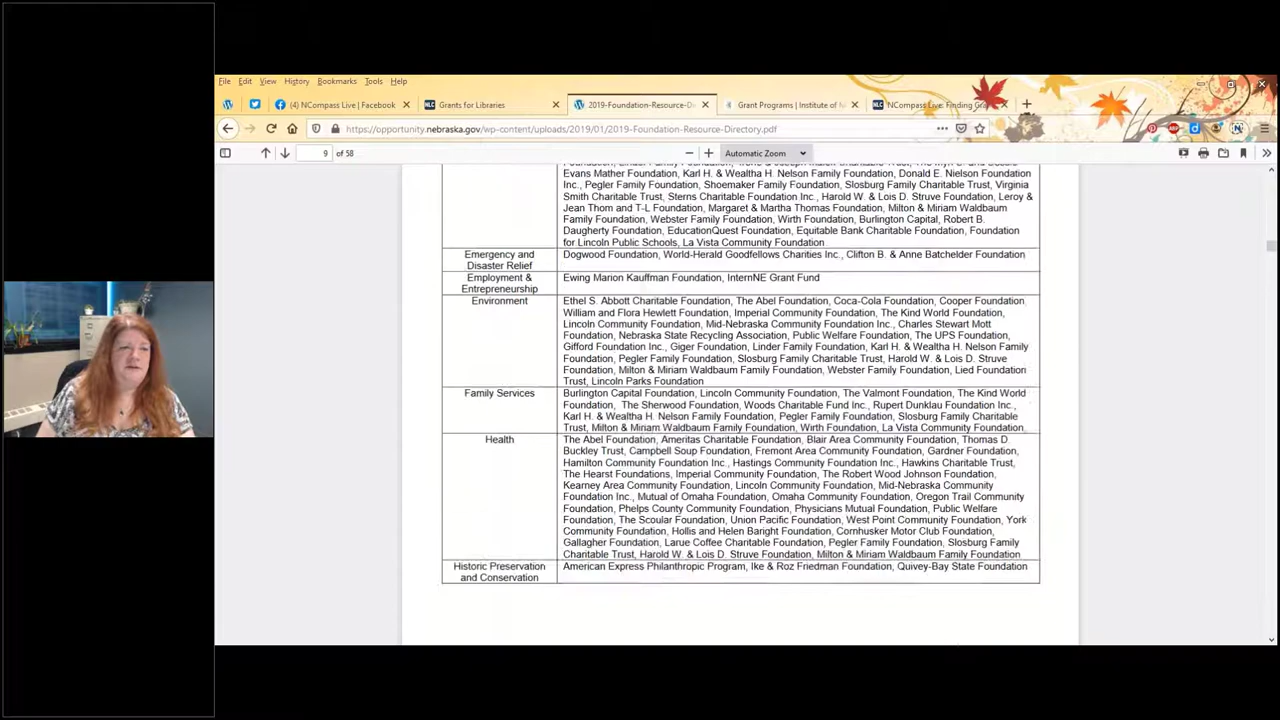 File Edit View History Bookmarks Tools Help
(4) NCompass Live | Facebook
Grants for Libraries
2019-Foundation-Resource-D
Grant Programs | Institute of M
NCompass Live: Finding Gra
https://opportunity.nebraska.gov/wp-content/uploads/2019/01/2019-Foundation-Resource-Directory.pdf
9 of 58
Automatic Zoom
Evans Mather Foundation, Karl H. & Wealtha H. Nelson Family Foundation, Donald E. Nielson Foundation
Inc., Pegler Family Foundation, Shoemaker Family Foundation, Slosburg Family Charitable Trust, Virginia
Smith Charitable Trust, Sterns Charitable Foundation Inc., Harold W. & Lois D. Struve Foundation, Leroy &
Jean Thom and T-L Foundation, Margaret & Martha Thomas Foundation, Milton & Miriam Waldbaum
Family Foundation, Webster Family Foundation, Wirth Foundation, Burlington Capital, Robert B.
Daugherty Foundation, EducationQuest Foundation, Equitable Bank Charitable Foundation, Foundation
for Lincoln Public Schools, La Vista Community Foundation
Emergency and
Disaster Relief
Dogwood Foundation, World-Herald Goodfellows Charities Inc., Clifton B. & Anne Batchelder Foundation
Employment &
Entrepreneurship
Ewing Marion Kauffman Foundation, InternNE Grant Fund
Environment
Ethel S. Abbott Charitable Foundation, The Abel Foundation, Coca-Cola Foundation, Cooper Foundation
William and Flora Hewlett Foundation, Imperial Community Foundation, The Kind World Foundation,
Lincoln Community Foundation, Mid-Nebraska Community Foundation Inc., Charles Stewart Mott
Foundation, Nebraska State Recycling Association, Public Welfare Foundation, The UPS Foundation,
Gifford Foundation Inc., Giger Foundation, Linder Family Foundation, Karl H. & Wealtha H. Nelson Family
Foundation, Pegler Family Foundation, Slosburg Family Charitable Trust, Harold W. & Lois D. Struve
Foundation, Milton & Miriam Waldbaum Family Foundation, Webster Family Foundation, Lied Foundation
Trust, Lincoln Parks Foundation
Family Services
Burlington Capital Foundation, Lincoln Community Foundation, The Valmont Foundation, The Kind World
Foundation, The Sherwood Foundation, Woods Charitable Fund Inc., Rupert Dunklau Foundation Inc.,
Karl H. & Wealtha H. Nelson Family Foundation, Pegler Family Foundation, Slosburg Family Charitable
Trust, Milton & Miriam Waldbaum Family Foundation, Wirth Foundation, La Vista Community Foundation
Health
The Abel Foundation, Ameritas Charitable Foundation, Blair Area Community Foundation, Thomas D.
Buckley Trust, Campbell Soup Foundation, Fremont Area Community Foundation, Gardner Foundation,
Hamilton Community Foundation Inc., Hastings Community Foundation Inc., Hawkins Charitable Trust,
The Hearst Foundations, Imperial Community Foundation, The Robert Wood Johnson Foundation,
Kearney Area Community Foundation, Lincoln Community Foundation, Mid-Nebraska Community
Foundation Inc., Mutual of Omaha Foundation, Omaha Community Foundation, Oregon Trail Community
Foundation, Phelps County Community Foundation, Physicians Mutual Foundation, Public Welfare
Foundation, The Scoular Foundation, Union Pacific Foundation, West Point Community Foundation, York
Community Foundation, Hollis and Helen Baright Foundation, Cornhusker Motor Club Foundation,
Gallagher Foundation, Larue Coffee Charitable Foundation, Pegler Family Foundation, Slosburg Family
Charitable Trust, Harold W. & Lois D. Struve Foundation, Milton & Miriam Waldbaum Family Foundation
Historic Preservation
and Conservation
American Express Philanthropic Program, Ike & Roz Friedman Foundation, Quivey-Bay State Foundation